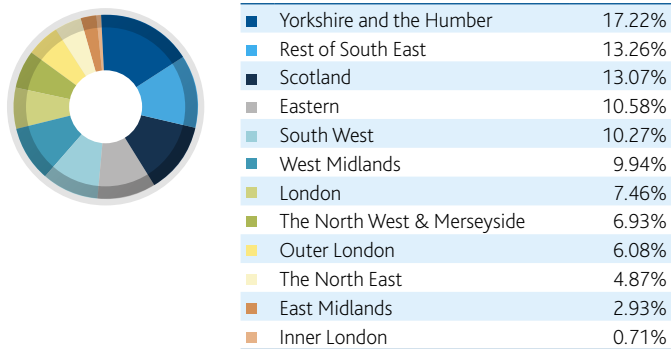 Yorkshire and the Humber 17.22%
Rest of South East 13.26%
Scotland 13.07%
Eastern 10.58%
South West 10.27%
West Midlands 9.94%
London 7.46%
The North West & Merseyside 6.93%
Outer London 6.08%
The North East 4.87%
East Midlands 2.93%
Inner London 0.71%